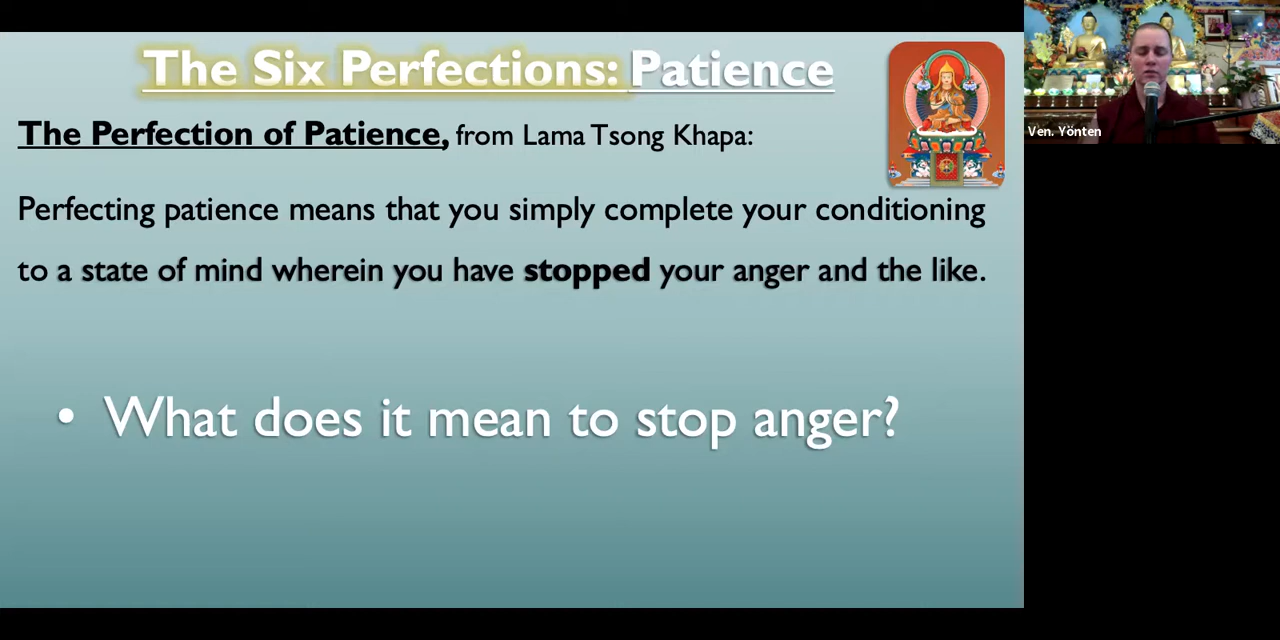 The Six Perfections: Patience
The Perfection of Patience, from Lama Tsong Khapa:
Perfecting patience means that you simply complete your conditioning
to a state of mind wherein you have stopped your anger and the like.
• What does it mean to stop anger?
Ven. Yönten